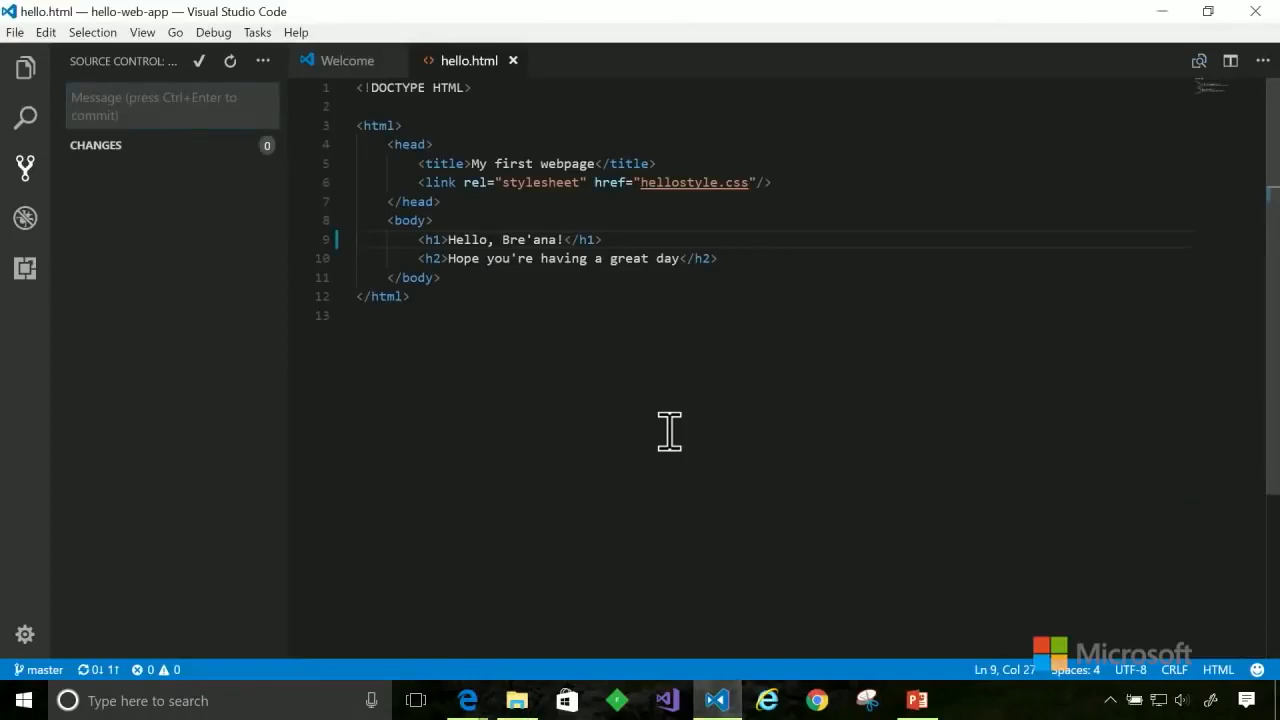 hello.html — hello-web-app — Visual Studio Code
File Edit Selection View Go Debug Tasks Help
SOURCE CONTROL: ...
Welcome
hello.html
Message (press Ctrl+Enter to
commit)
CHANGES 0
1 <!DOCTYPE HTML>
2
3 <html>
4 <head>
5 <title>My first webpage</title>
6 <link rel="stylesheet" href="hellostyle.css"/>
7 </head>
8 <body>
9 <h1>Hello, Bre'ana!</h1>
10 <h2>Hope you're having a great day</h2>
11 </body>
12 </html>
13
Microsoft
master 0↓ 1↑ 0 0 Ln 9, Col 27 Spaces: 4 UTF-8 CRLF HTML
Type here to search